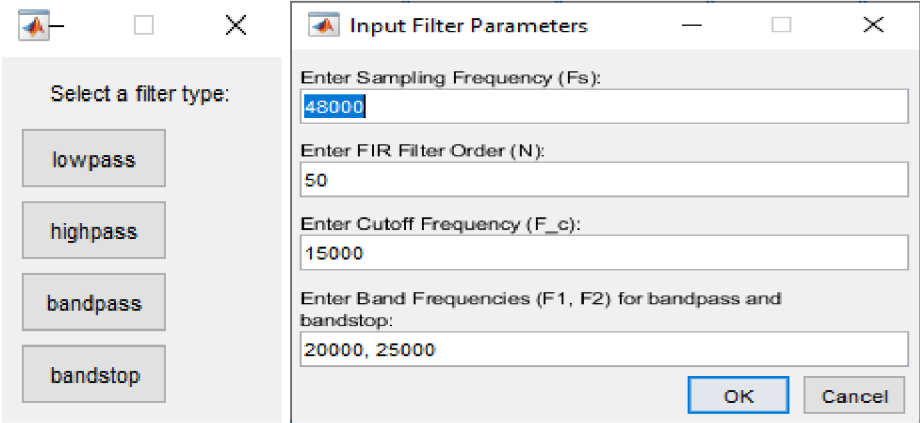 Select a filter type:
lowpass
highpass
bandpass
bandstop
Input Filter Parameters
Enter Sampling Frequency (Fs):
48000
Enter FIR Filter Order (N):
50
Enter Cutoff Frequency (F_c):
15000
Enter Band Frequencies (F1, F2) for bandpass and
bandstop:
20000, 25000
OK Cancel